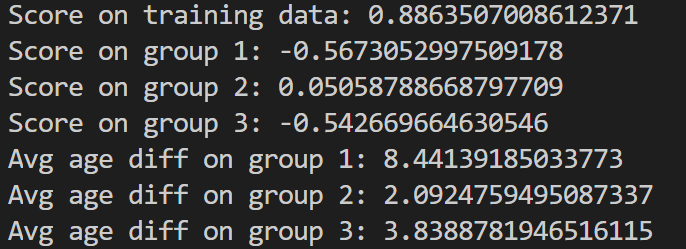 Score on training data: 0.8863507008612371
Score on group 1: -0.5673052997509178
Score on group 2: 0.05058788668797709
Score on group 3: -0.542669664630546
Avg age diff on group 1: 8.44139185033773
Avg age diff on group 2: 2.0924759495087337
Avg age diff on group 3: 3.8388781946516115